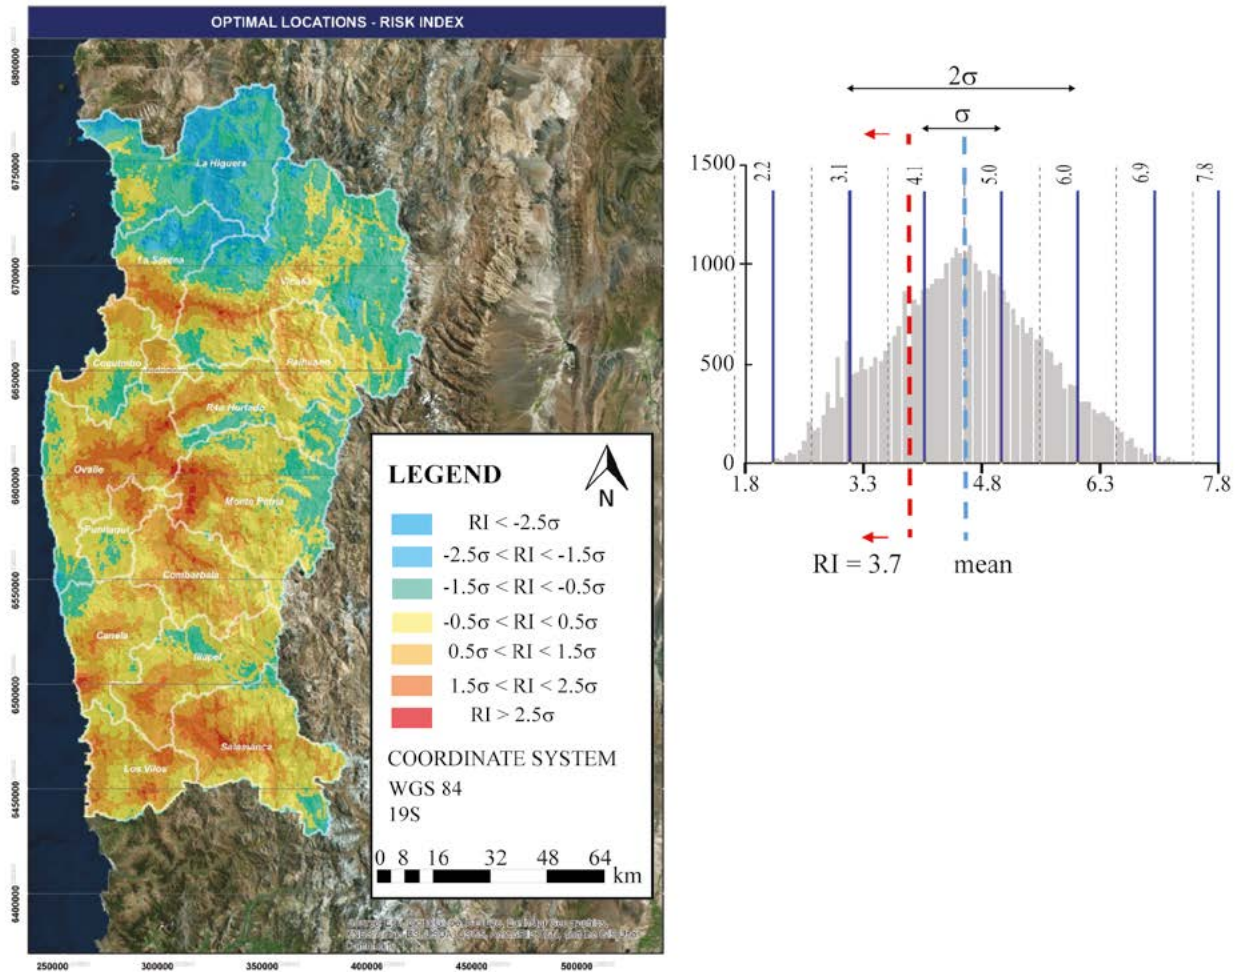 OPTIMAL LOCATIONS - RISK INDEX
6800000
6750000
6700000
6650000
6600000
6550000
6500000
6450000
6400000
La Higuera
La Serena
Vicuña
Coquimbo
Andacollo
Paihuano
Río Hurtado
Ovalle
Monte Patria
Punitaqui
Combarbala
Canela
Illapel
Salamanca
Los Vilos
250000 300000 350000 400000 450000 500000
LEGEND
N
RI < -2.5σ
-2.5σ < RI < -1.5σ
-1.5σ < RI < -0.5σ
-0.5σ < RI < 0.5σ
0.5σ < RI < 1.5σ
1.5σ < RI < 2.5σ
RI > 2.5σ
COORDINATE SYSTEM
WGS 84
19S
0 8 16 32 48 64
km
2σ
σ
1500
1000
500
0
2.2 3.1 4.1 5.0 6.0 6.9 7.8
1.8 3.3 4.8 6.3 7.8
RI = 3.7 mean